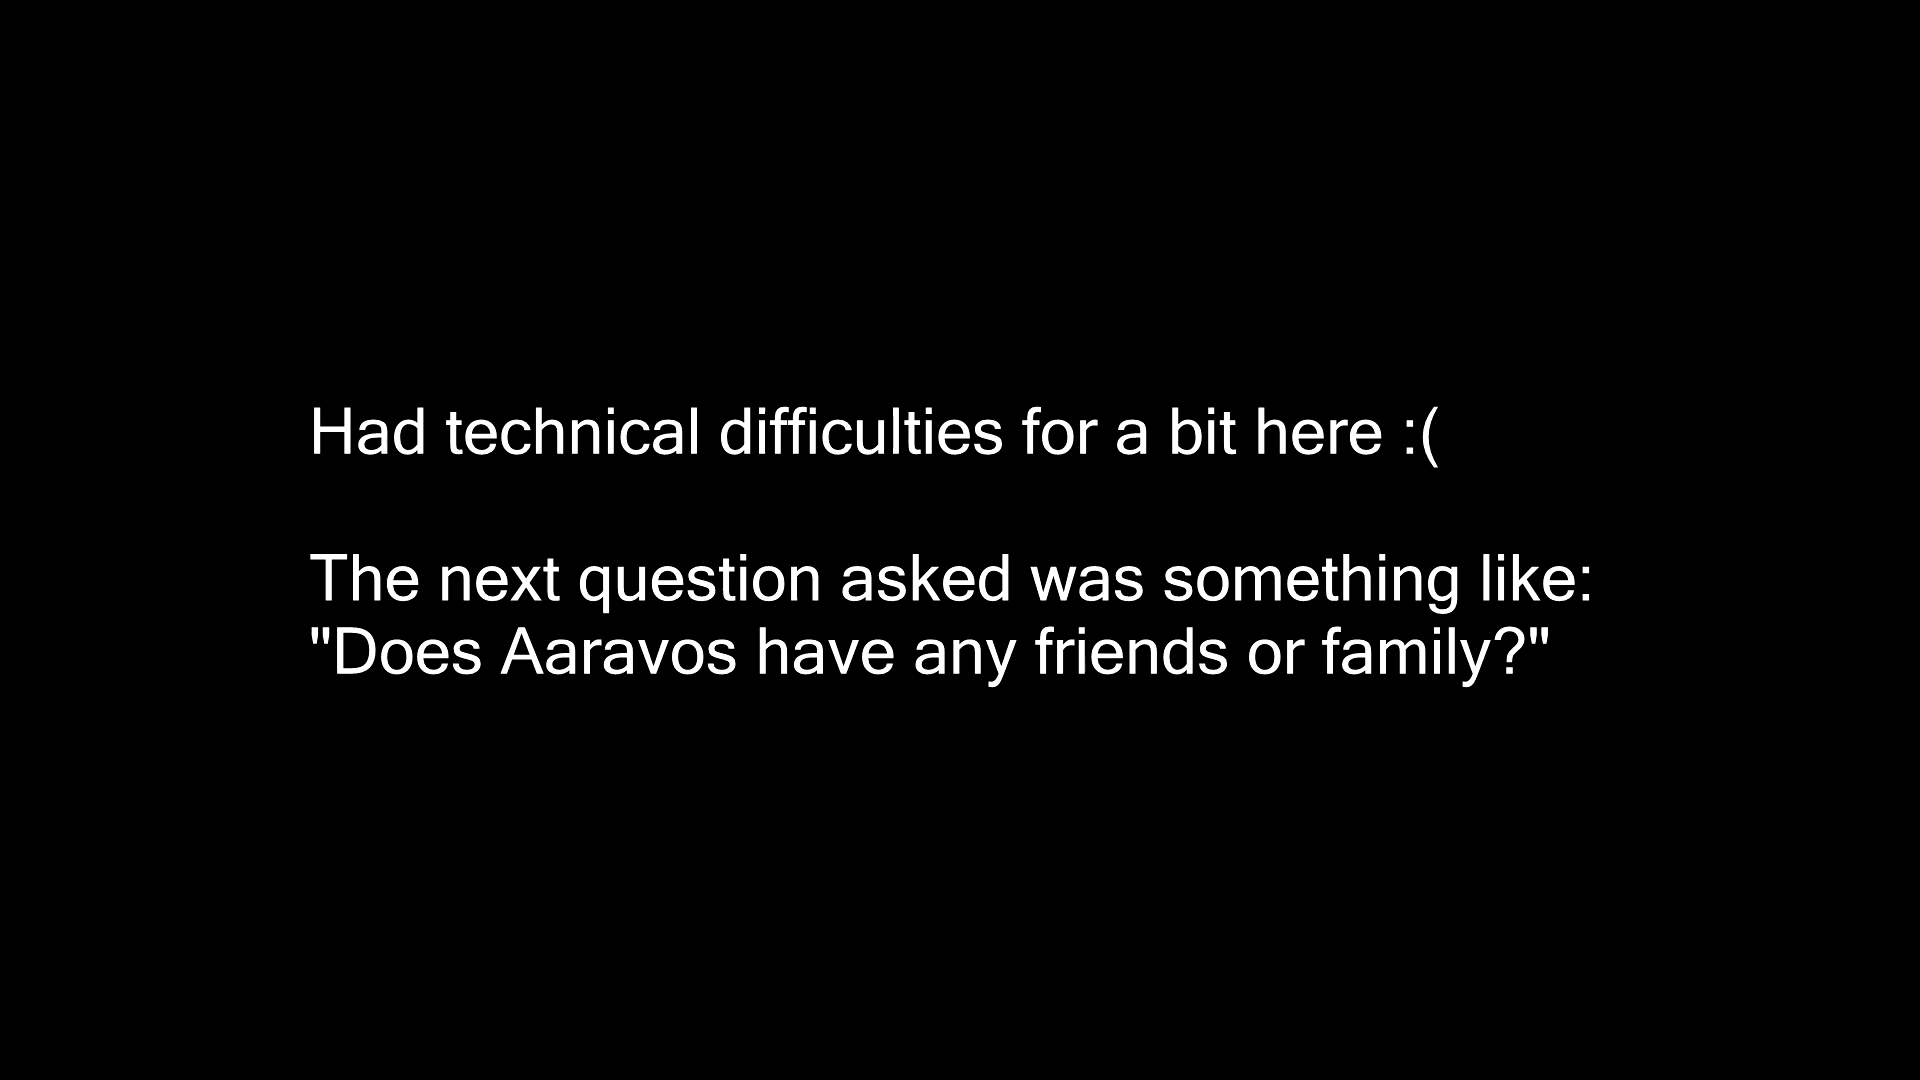 Had technical difficulties for a bit here :(
The next question asked was something like:
"Does Aaravos have any friends or family?"